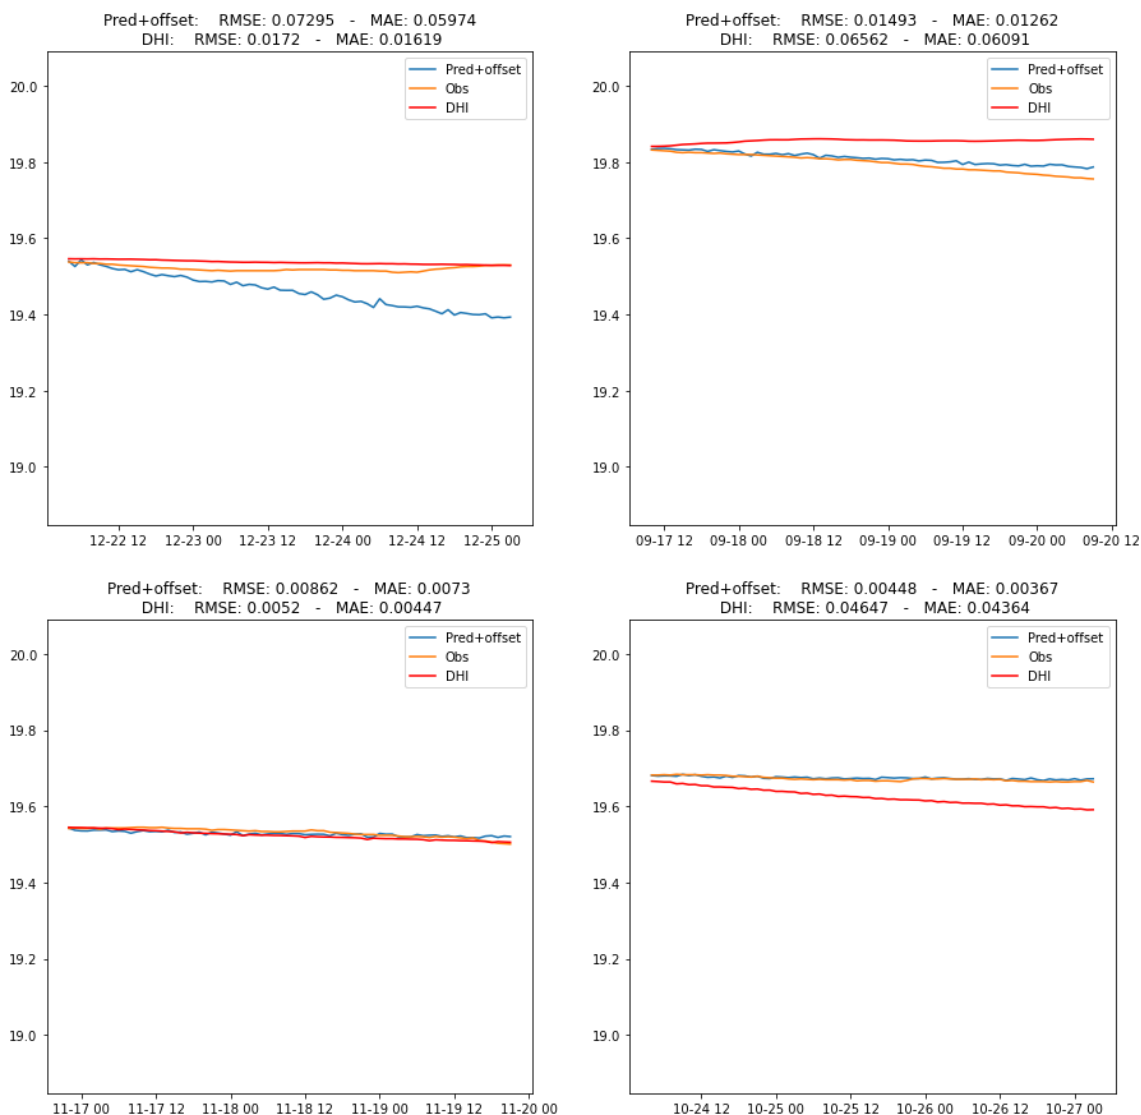 Pred+offset: RMSE: 0.07295 - MAE: 0.05974
DHI: RMSE: 0.0172 - MAE: 0.01619
Pred+offset
Obs
DHI
20.0
19.8
19.6
19.4
19.2
19.0
12-22 12
12-23 00
12-23 12
12-24 00
12-24 12
12-25 00
Pred+offset: RMSE: 0.01493 - MAE: 0.01262
DHI: RMSE: 0.06562 - MAE: 0.06091
Pred+offset
Obs
DHI
20.0
19.8
19.6
19.4
19.2
19.0
09-17 12
09-18 00
09-18 12
09-19 00
09-19 12
09-20 00
09-20 12
Pred+offset: RMSE: 0.00862 - MAE: 0.0073
DHI: RMSE: 0.0052 - MAE: 0.00447
Pred+offset
Obs
DHI
20.0
19.8
19.6
19.4
19.2
19.0
11-17 00
11-17 12
11-18 00
11-18 12
11-19 00
11-19 12
11-20 00
Pred+offset: RMSE: 0.00448 - MAE: 0.00367
DHI: RMSE: 0.04647 - MAE: 0.04364
Pred+offset
Obs
DHI
20.0
19.8
19.6
19.4
19.2
19.0
10-24 12
10-25 00
10-25 12
10-26 00
10-26 12
10-27 00